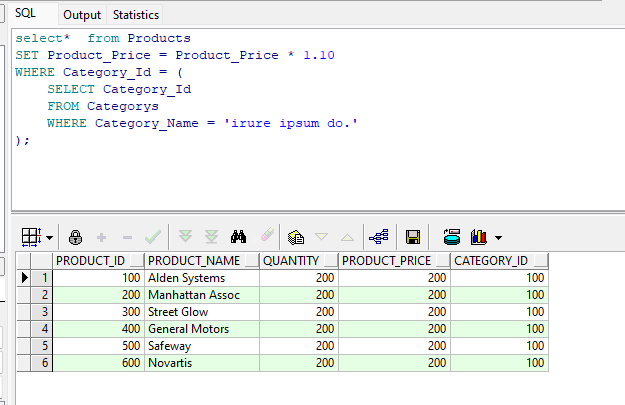 SQL Output Statistics
select*  from Products
SET Product_Price = Product_Price * 1.10
WHERE Category_Id = (
    SELECT Category_Id
    FROM Categorys
    WHERE Category_Name = 'irure ipsum do.'
);
PRODUCT_ID PRODUCT_NAME QUANTITY PRODUCT_PRICE CATEGORY_ID
1 100 Alden Systems 200 200 100
2 200 Manhattan Assoc 200 200 100
3 300 Street Glow 200 200 100
4 400 General Motors 200 200 100
5 500 Safeway 200 200 100
6 600 Novartis 200 200 100